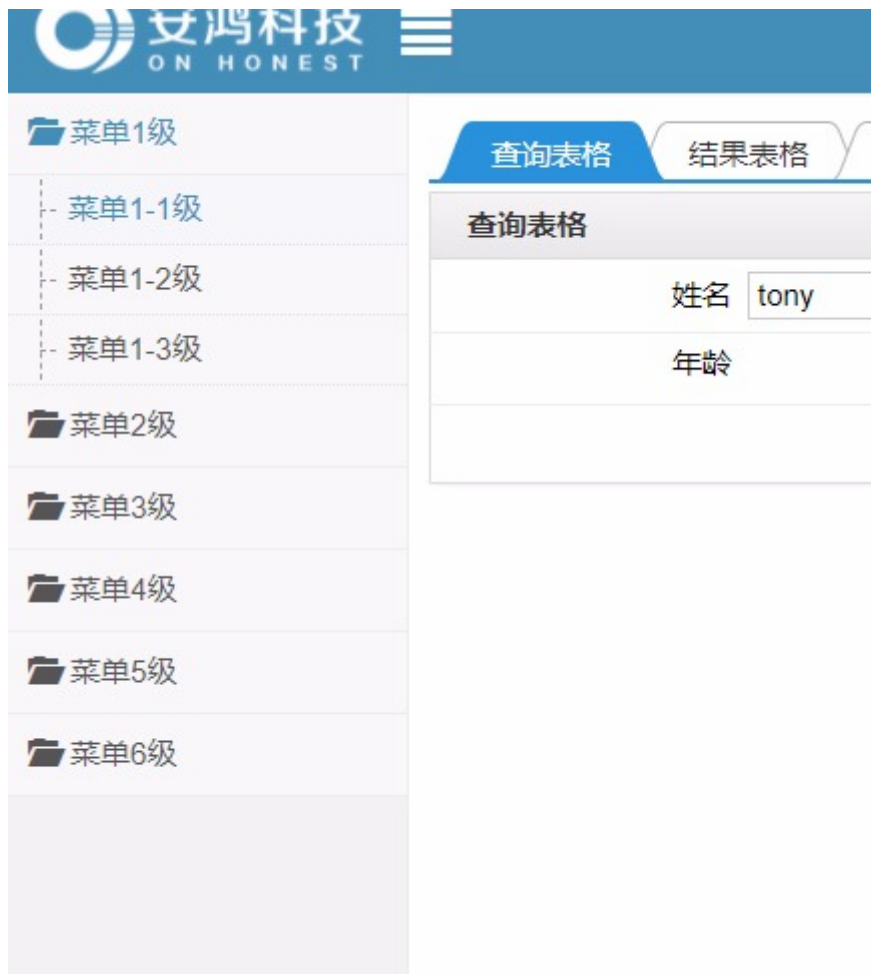 安鸿科技
ON HONEST
菜单1级
菜单1-1级
菜单1-2级
菜单1-3级
菜单2级
菜单3级
菜单4级
菜单5级
菜单6级
查询表格 结果表格
查询表格
姓名 tony
年龄